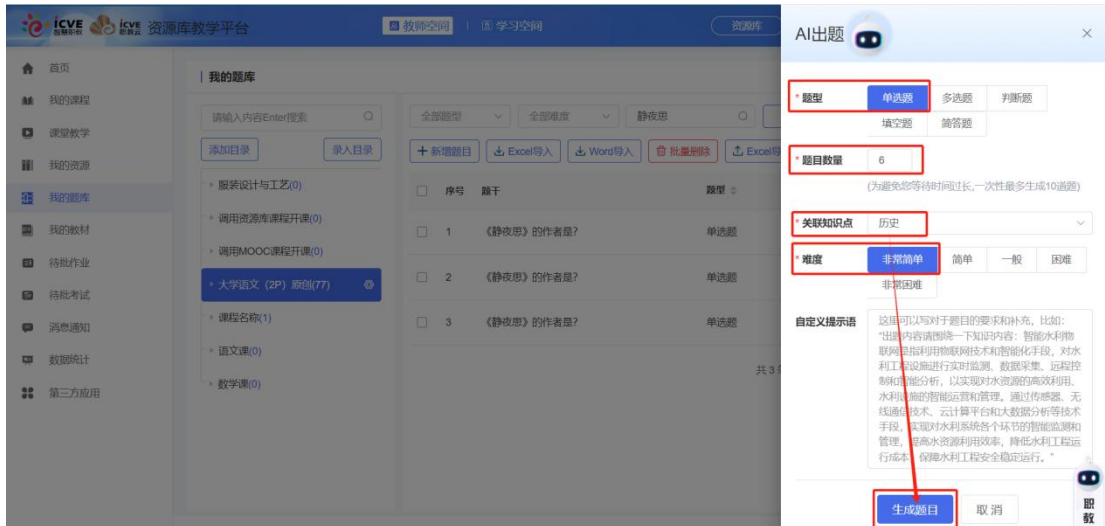 icve 智慧职教 icve 职教云 资源库教学平台 教师空间 学习空间 资源库
首页
我的课程
课堂教学
我的资源
我的题库
我的教材
待批作业
待批考试
消息通知
数据统计
第三方应用
我的题库
请输入内容Enter搜索
添加目录 录入目录
服装设计与工艺(0)
调用资源库课程开课(0)
调用MOOC课程开课(0)
大学语文（2P）原创(77)
课程名称(1)
语文课(0)
数学课(0)
全部题型 全部难度 静夜思
+ 新增题目 Excel导入 Word导入 批量删除 Excel导
序号 题干 题型
1 《静夜思》的作者是? 单选题
2 《静夜思》的作者是? 单选题
3 《静夜思》的作者是? 单选题
共 3 条
AI出题
* 题型 单选题 多选题 判断题
填空题 简答题
* 题目数量 6
(为避免您等待时间过长,一次性最多生成10道题)
* 关联知识点 历史
* 难度 非常简单 简单 一般 困难
非常困难
自定义提示语 这里可以写对于题目的要求和补充，比如：
"出题内容请围绕一下知识内容：智能水利物
联网是指利用物联网技术和智能化手段，对水
利工程设施进行实时监测、数据采集、远程控
制和智能分析，以实现对水资源的高效利用、
水利设施的智能运营和管理。通过传感器、无
线通信技术、云计算平台和大数据分析等技术
手段，实现对水利系统各个环节的智能监测和
管理，提高水资源利用效率，降低水利工程运
行成本，保障水利工程安全稳定运行。"
生成题目 取消
职
教